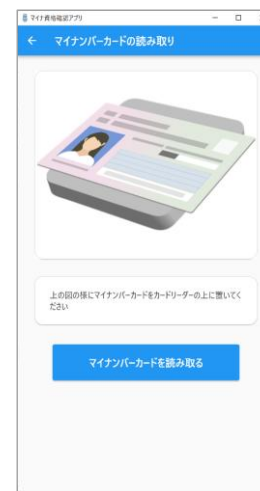 マイナ資格確認アプリ
マイナンバーカードの読み取り
上の図の様にマイナンバーカードをカードリーダーの上に置いてく
ださい
マイナンバーカードを読み取る